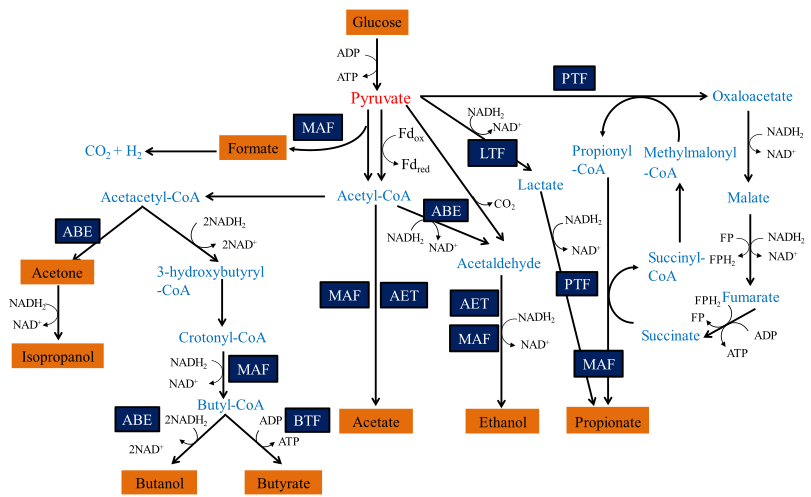 Glucose
ADP
ATP
PTF
Pyruvate
Oxaloacetate
MAF
NADH2
NAD+
Fdox
NADH2
NAD+
CO2 + H2
Formate
LTF
Propionyl
-CoA
Methylmalonyl
-CoA
Fdred
Lactate
Acetacetyl-CoA
Acetyl-CoA
CO2
Malate
ABE
ABE
2NADH2
2NAD+
NADH2
NAD+
NADH2
NAD+
FP
FPH2
NADH2
NAD+
Acetone
3-hydroxybutyryl
-CoA
Acetaldehyde
Succinyl-
CoA
PTF
MAF
AET
AET
NADH2
NAD+
FPH2
FP
Fumarate
NADH2
NAD+
MAF
Succinate
ADP
ATP
Isopropanol
Crotonyl-CoA
NADH2
NAD+
MAF
MAF
Butyl-CoA
ABE
2NADH2
2NAD+
ADP
ATP
BTF
Acetate
Ethanol
Propionate
Butanol
Butyrate